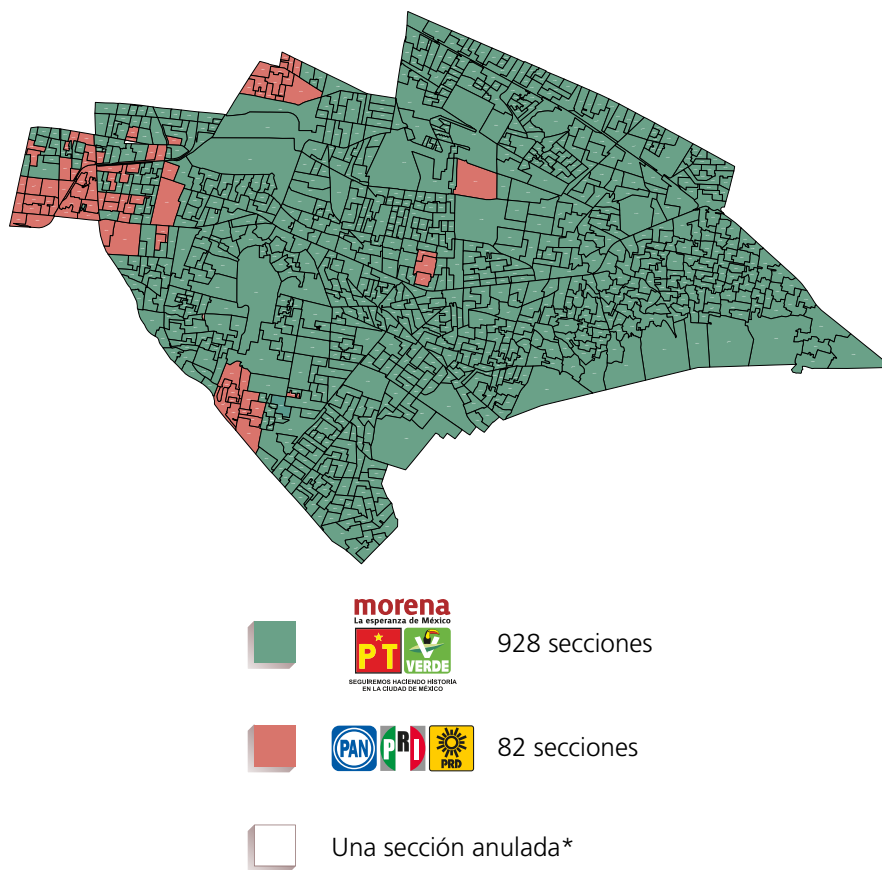 morena
La esperanza de México
PT VERDE
SEGUIREMOS HACIENDO HISTORIA
EN LA CIUDAD DE MÉXICO
928 secciones
PAN PRI PRD
82 secciones
Una sección anulada*